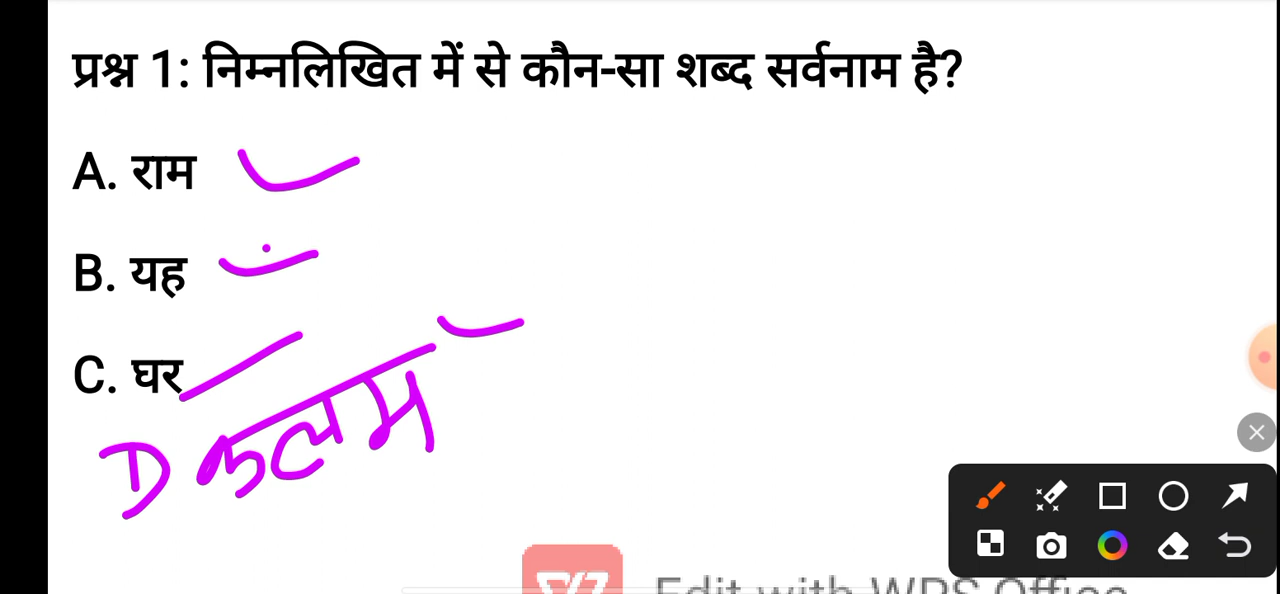 प्रश्न 1: निम्नलिखित में से कौन-सा शब्द सर्वनाम है?
A. राम
B. यह
C. घर
D कलम
Edit with WPS Office